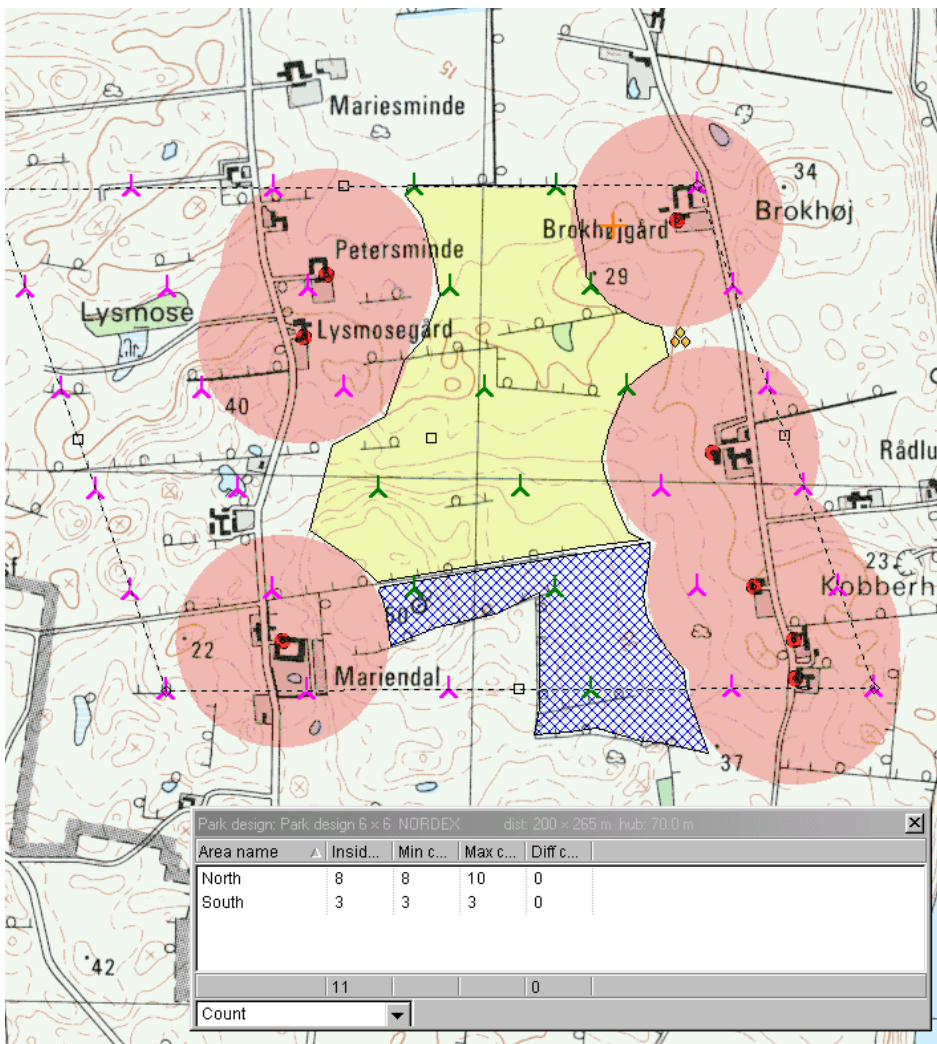 15
Mariesminde
34
Brokhøj
Brokhøjgård
Petersminde
29
Lysmose
Lysmosegård
40
Rådlu
23
Kobberh
50
22
Mariendal
37
Park design: Park design 6 × 6 NORDEX dist: 200 × 265 m hub: 70.0 m
Area name Insid... Min c... Max c... Diff c...
North 8 8 10 0
South 3 3 3 0
11 0
Count
42